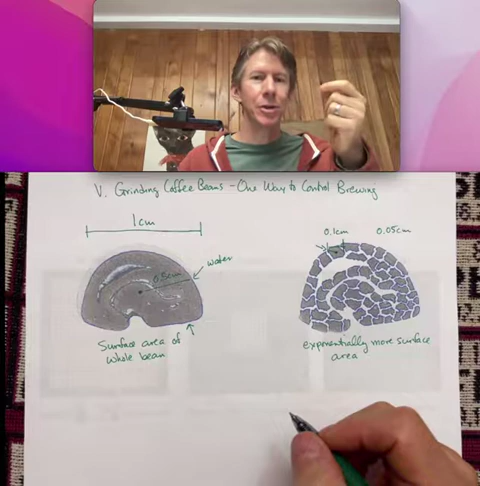 V. Grinding Coffee Beans - One Way to Control Brewing
1cm
0.1cm 0.05cm
0.5cm
water
Surface area of
whole bean
exponentially more surface
area